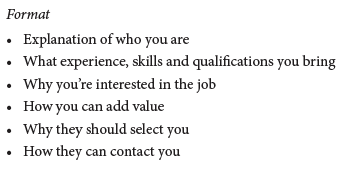 Format
• Explanation of who you are
• What experience, skills and qualifications you bring
• Why you’re interested in the job
• How you can add value
• Why they should select you
• How they can contact you